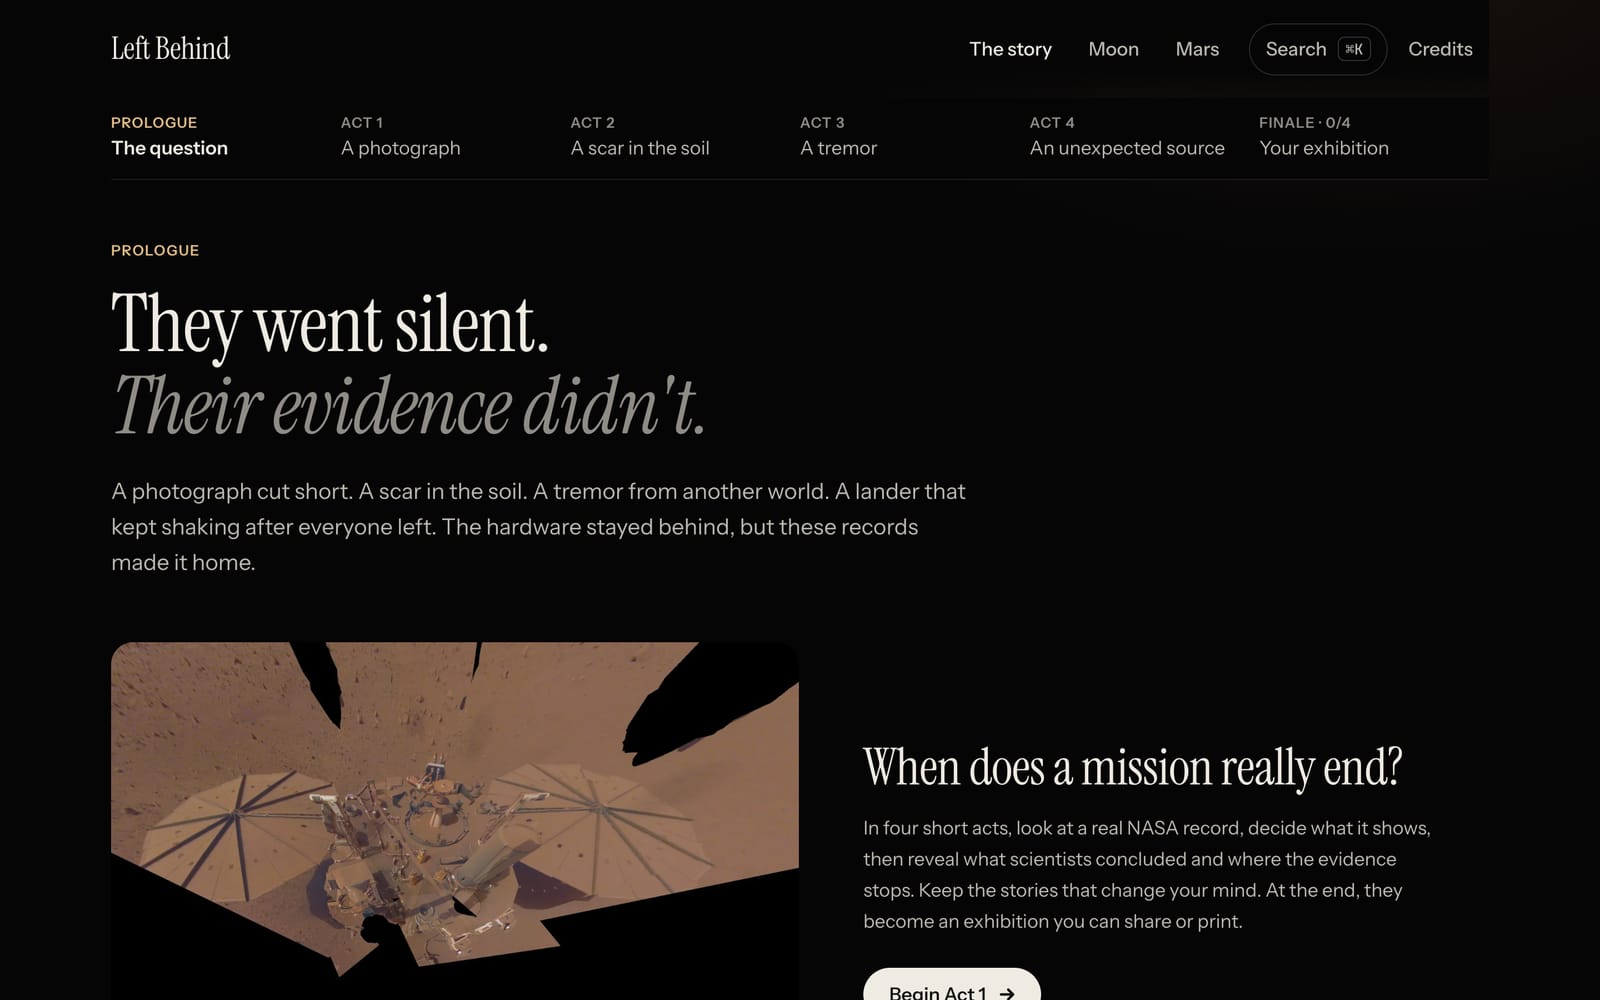 Left Behind
The story
Moon
Mars
Search ⌘K
Credits
PROLOGUE
The question
ACT 1
A photograph
ACT 2
A scar in the soil
ACT 3
A tremor
ACT 4
An unexpected source
FINALE · 0/4
Your exhibition
PROLOGUE
They went silent.
Their evidence didn't.
A photograph cut short. A scar in the soil. A tremor from another world. A lander that
kept shaking after everyone left. The hardware stayed behind, but these records
made it home.
When does a mission really end?
In four short acts, look at a real NASA record, decide what it shows,
then reveal what scientists concluded and where the evidence
stops. Keep the stories that change your mind. At the end, they
become an exhibition you can share or print.
Begin Act 1 →